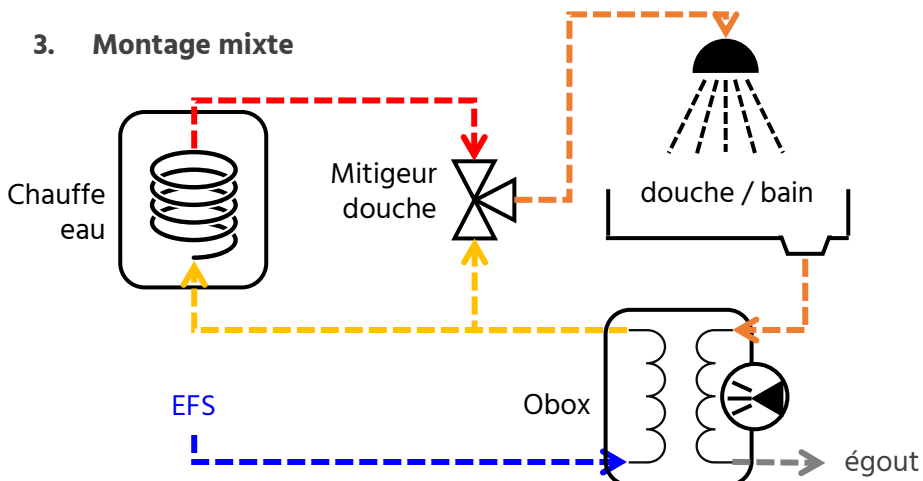 3. Montage mixte
Chauffe
eau
Mitigeur
douche
douche / bain
EFS
Obox
égout